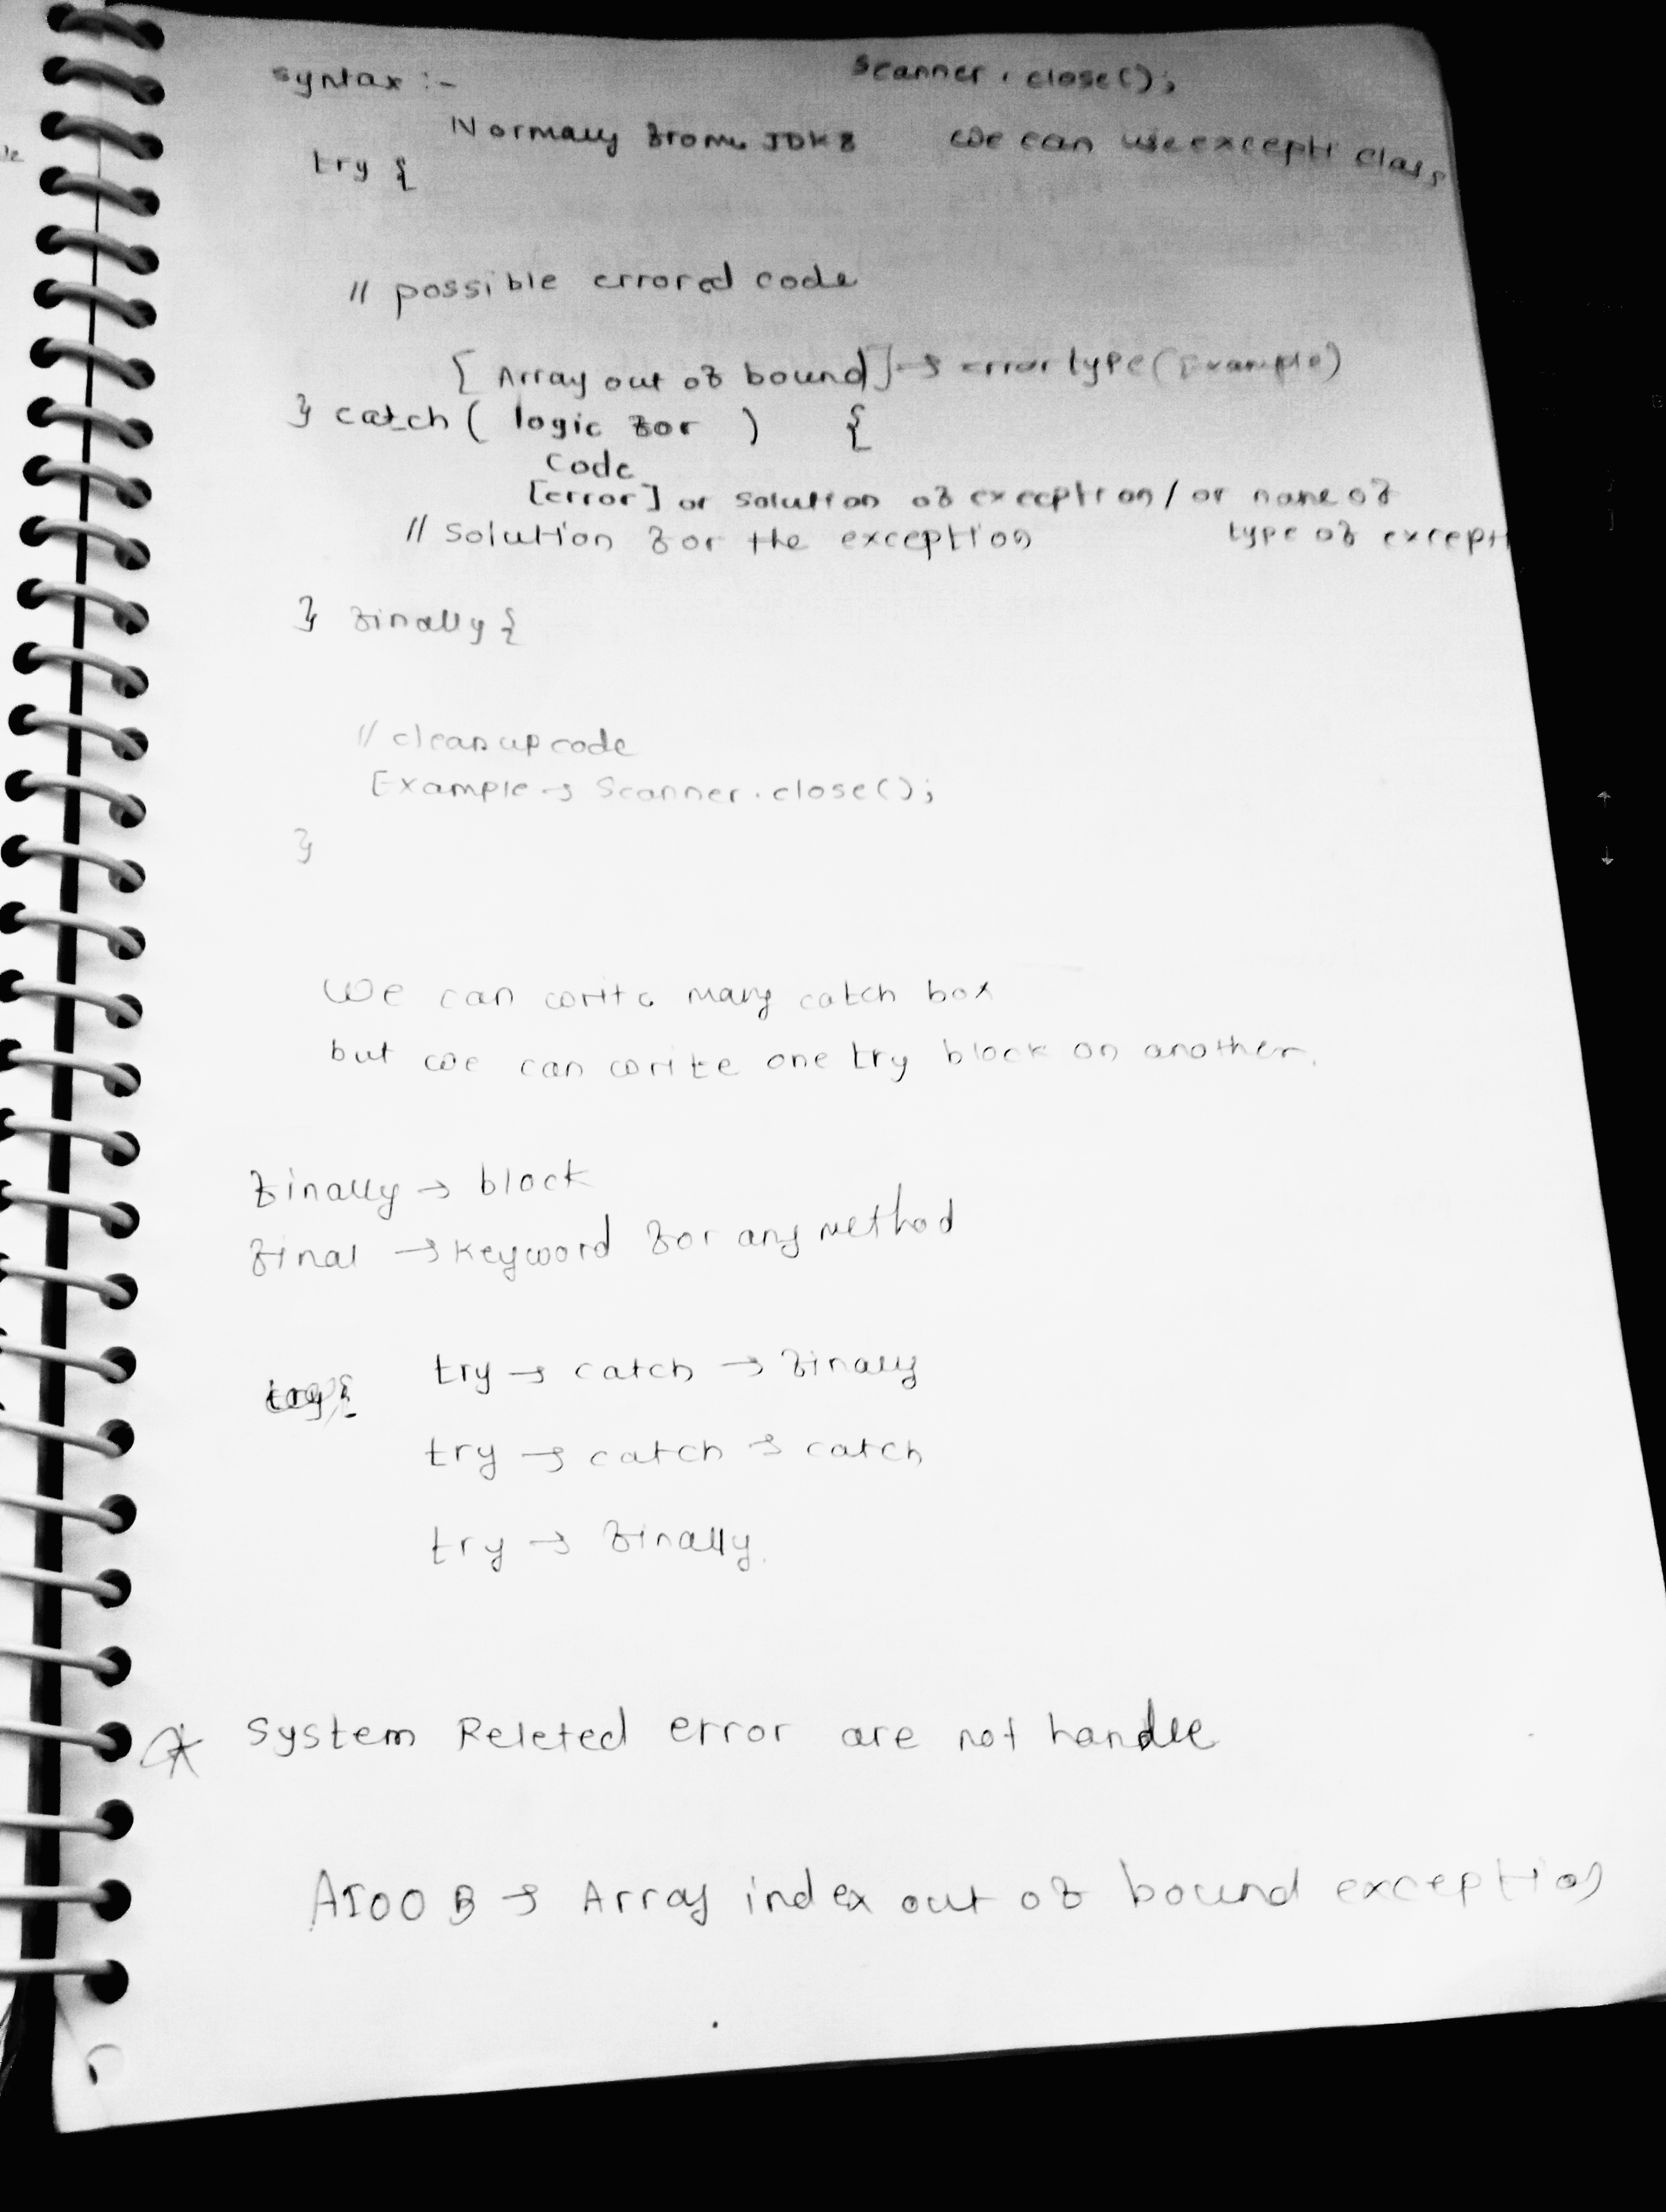 syntax :-
Scanner.close();
Normally from JDK8 we can use excepti class
try {
// possible errored code
[Array out of bound] → error type (Example)
} catch ( logic for ) {
code
[error] or solution of exception / or name of
// solution for the exception type of excepti
} finally {
// clean up code
Example → Scanner.close();
}
we can write many catch box
but we can write one try block on another.
finally → block
final → keyword for any method
try → catch → finally
try {
try → catch → catch
try → finally.
System Releted error are not handle
AIOOB → Array index out of bound exception